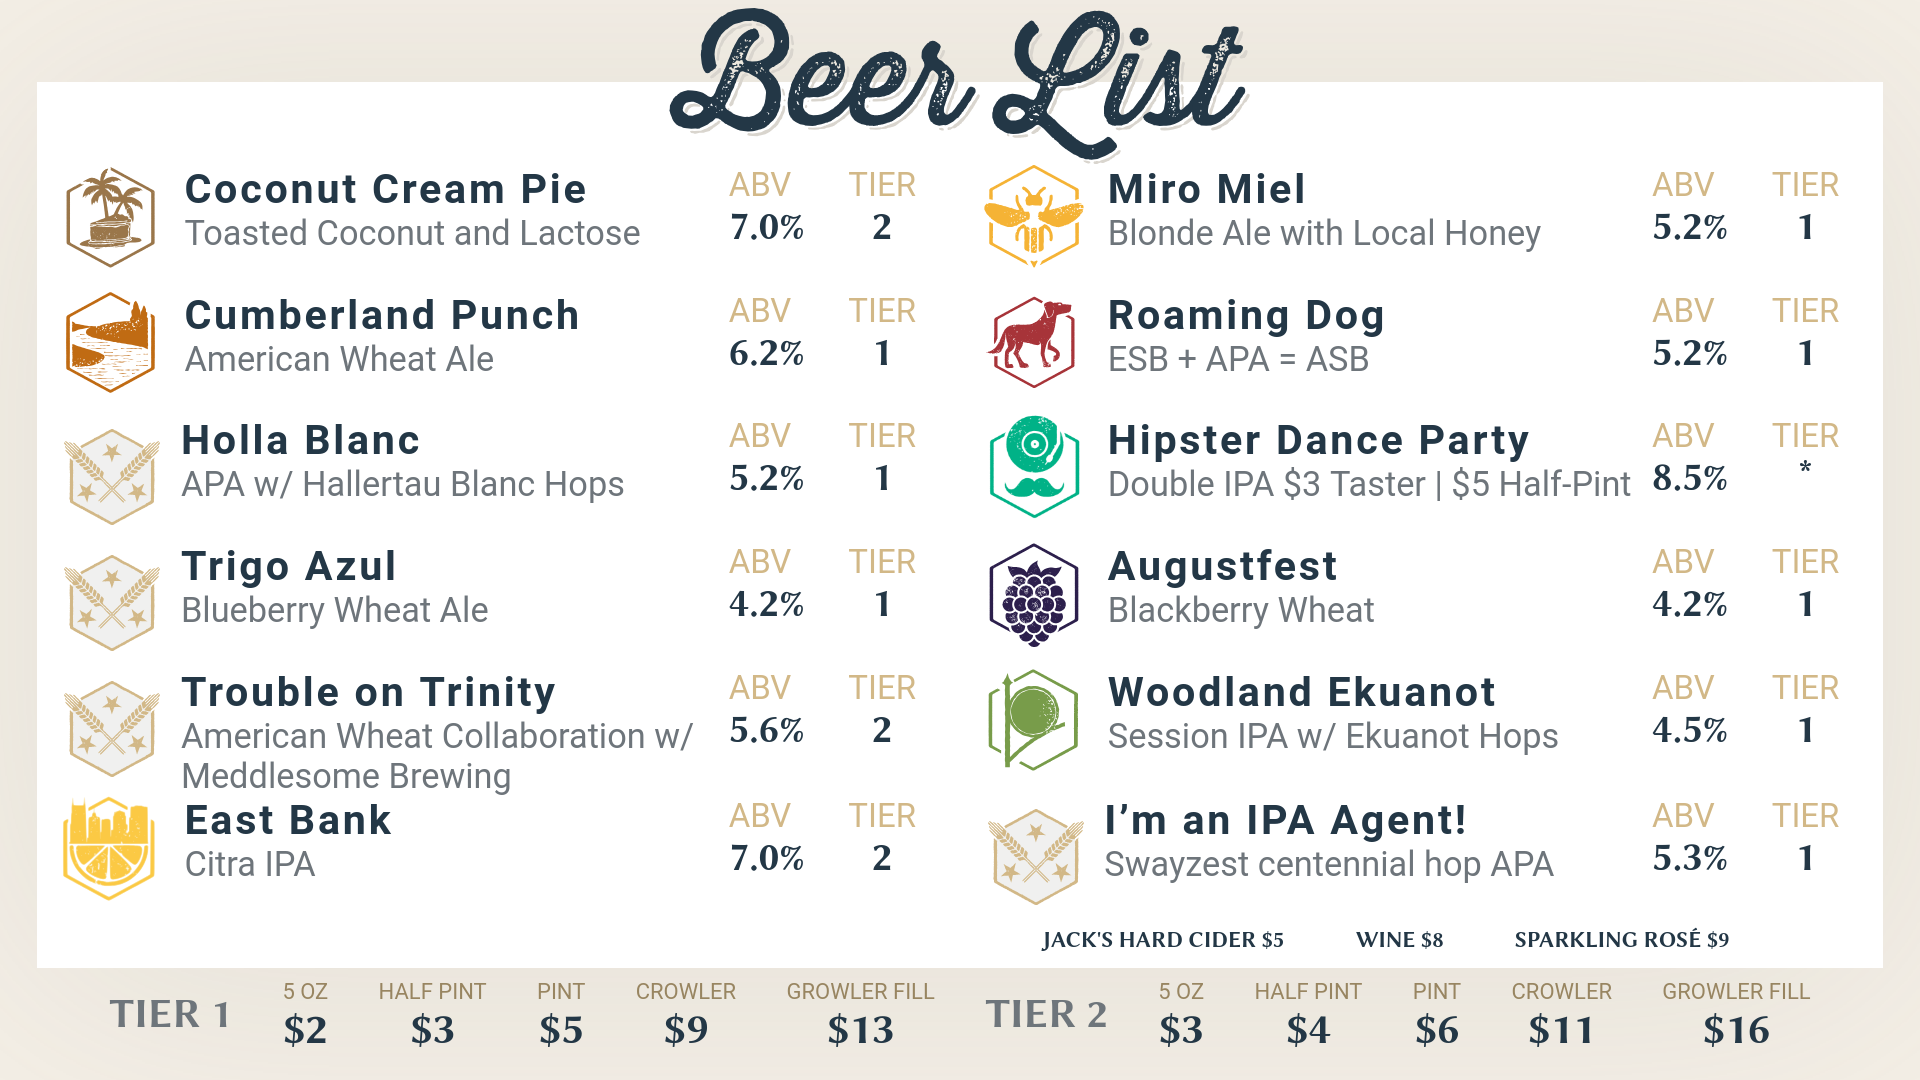 Beer List
Coconut Cream Pie
Toasted Coconut and Lactose
ABV TIER
7.0% 2
Cumberland Punch
American Wheat Ale
ABV TIER
6.2% 1
Holla Blanc
APA w/ Hallertau Blanc Hops
ABV TIER
5.2% 1
Trigo Azul
Blueberry Wheat Ale
ABV TIER
4.2% 1
Trouble on Trinity
American Wheat Collaboration w/
Meddlesome Brewing
ABV TIER
5.6% 2
East Bank
Citra IPA
ABV TIER
7.0% 2
Miro Miel
Blonde Ale with Local Honey
ABV TIER
5.2% 1
Roaming Dog
ESB + APA = ASB
ABV TIER
5.2% 1
Hipster Dance Party
Double IPA $3 Taster | $5 Half-Pint
ABV TIER
8.5% *
Augustfest
Blackberry Wheat
ABV TIER
4.2% 1
Woodland Ekuanot
Session IPA w/ Ekuanot Hops
ABV TIER
4.5% 1
I’m an IPA Agent!
Swayzest centennial hop APA
ABV TIER
5.3% 1
JACK'S HARD CIDER $5 WINE $8 SPARKLING ROSÉ $9
TIER 1
5 OZ HALF PINT PINT CROWLER GROWLER FILL
$2 $3 $5 $9 $13
TIER 2
5 OZ HALF PINT PINT CROWLER GROWLER FILL
$3 $4 $6 $11 $16